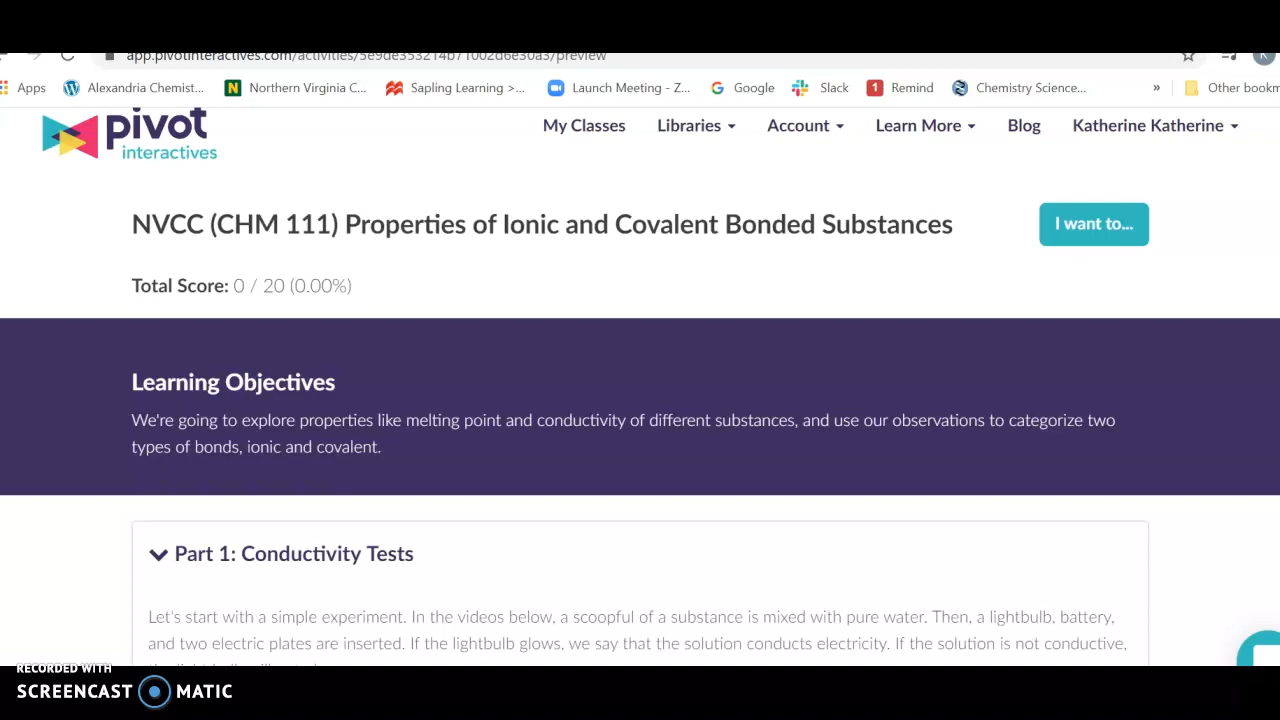 app.pivotinteractives.com/activities/5e9de353214b71002d6e30a3/preview
Apps Alexandria Chemist... Northern Virginia C... Sapling Learning >... Launch Meeting - Z... Google Slack 1 Remind Chemistry Science... » Other bookm
pivot
interactives
My Classes Libraries Account Learn More Blog Katherine Katherine
NVCC (CHM 111) Properties of Ionic and Covalent Bonded Substances
I want to...
Total Score: 0 / 20 (0.00%)
Learning Objectives
We're going to explore properties like melting point and conductivity of different substances, and use our observations to categorize two
types of bonds, ionic and covalent.
Part 1: Conductivity Tests
Let's start with a simple experiment. In the videos below, a scoopful of a substance is mixed with pure water. Then, a lightbulb, battery,
and two electric plates are inserted. If the lightbulb glows, we say that the solution conducts electricity. If the solution is not conductive,
RECORDED WITH
SCREENCAST MATIC